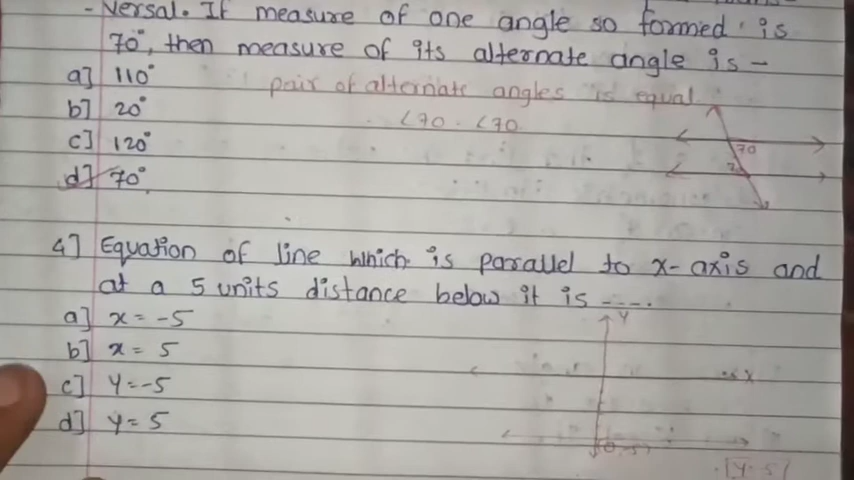 - versal. If measure of one angle so formed is
70°, then measure of its alternate angle is -
a] 110°
pair of alternate angles is equal
b] 20°
∠70 - ∠70
c] 120°
70
d] 70°
4] Equation of line which is parallel to x-axis and
at a 5 units distance below it is ----.
a] x = -5
Y
b] x = 5
X
c] y = -5
d] y = 5